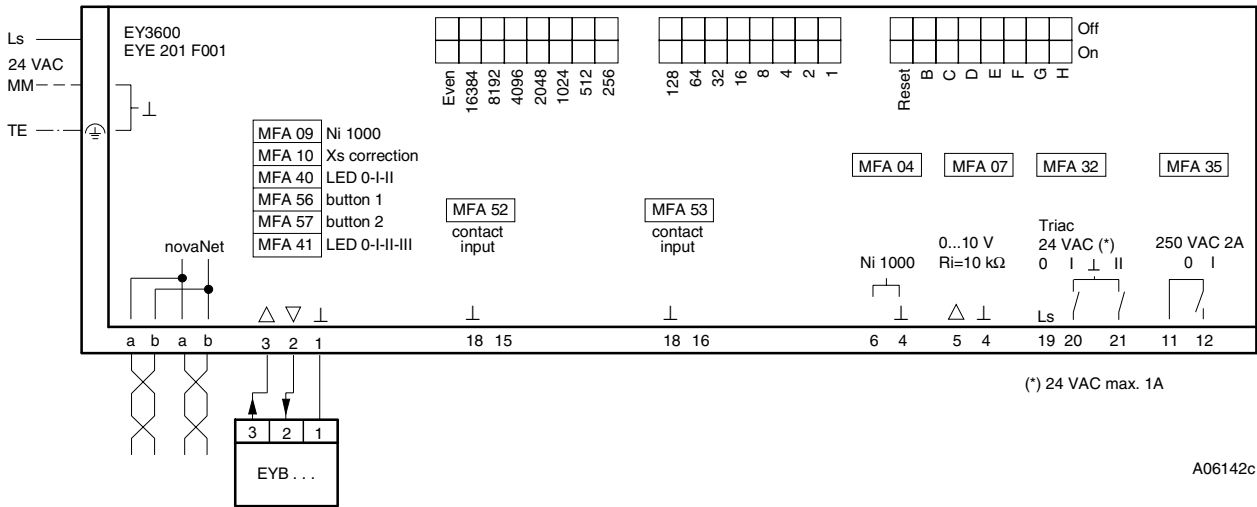 EY3600
EYE 201 F001
Ls
24 VAC
MM
TE
⊥
Off
On
Even 16384 8192 4096 2048 1024 512 256
128 64 32 16 8 4 2 1
Reset B C D E F G H
MFA 09 Ni 1000
MFA 10 Xs correction
MFA 40 LED 0-I-II
MFA 56 button 1
MFA 57 button 2
MFA 41 LED 0-I-II-III
MFA 52
contact
input
MFA 53
contact
input
MFA 04
Ni 1000
MFA 07
0...10 V
Ri=10 kΩ
MFA 32
Triac
24 VAC (*)
0 I ⊥ II
Ls
MFA 35
250 VAC 2A
0 I
novaNet
△ ▽ ⊥
⊥
⊥
⊥
△ ⊥
a b a b 3 2 1 18 15 18 16 6 4 5 4 19 20 21 11 12
(*) 24 VAC max. 1A
3 2 1
EYB . . .
A06142c